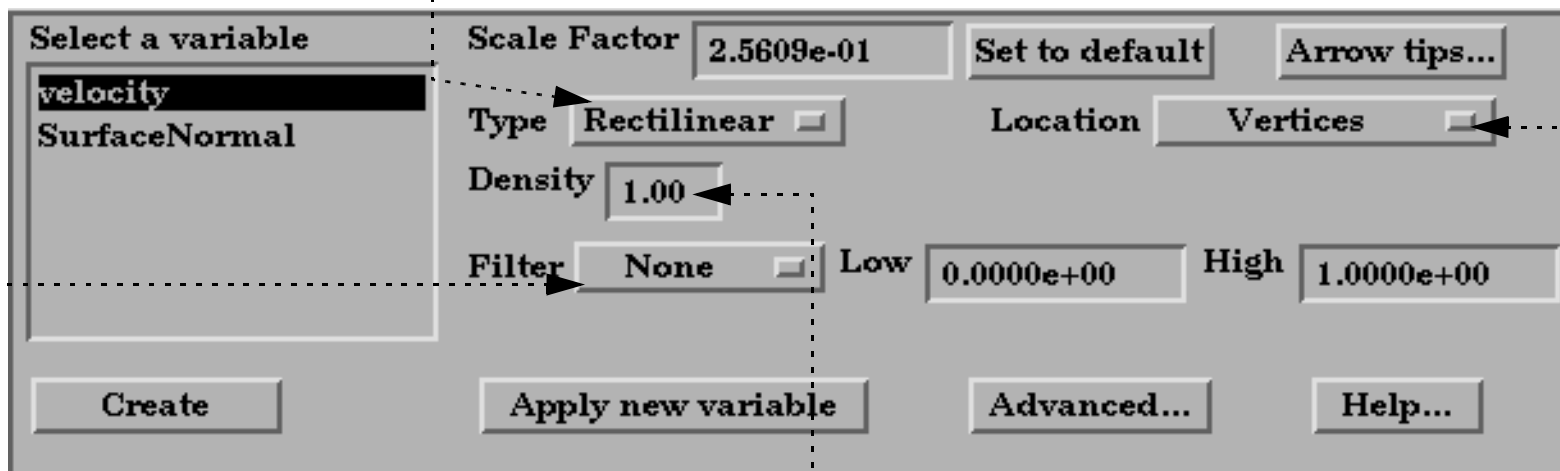 Select a variable
velocity
SurfaceNormal
Scale Factor 2.5609e-01 Set to default Arrow tips...
Type Rectilinear Location Vertices
Density 1.00
Filter None Low 0.0000e+00 High 1.0000e+00
Create Apply new variable Advanced... Help...